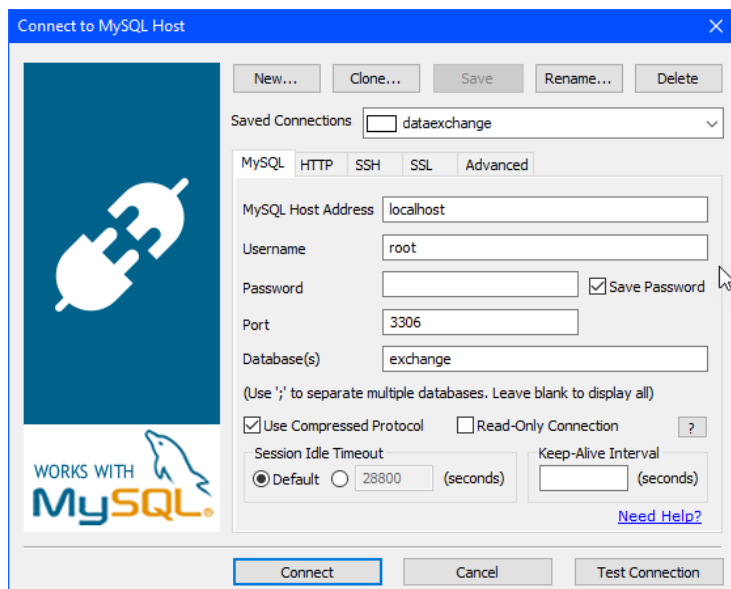 Connect to MySQL Host
New... Clone... Save Rename... Delete
Saved Connections dataexchange
MySQL HTTP SSH SSL Advanced
MySQL Host Address localhost
Username root
Password Save Password
Port 3306
Database(s) exchange
(Use ';' to separate multiple databases. Leave blank to display all)
Use Compressed Protocol Read-Only Connection ?
Session Idle Timeout Keep-Alive Interval
Default 28800 (seconds) (seconds)
Need Help?
WORKS WITH
MySQL®
Connect Cancel Test Connection